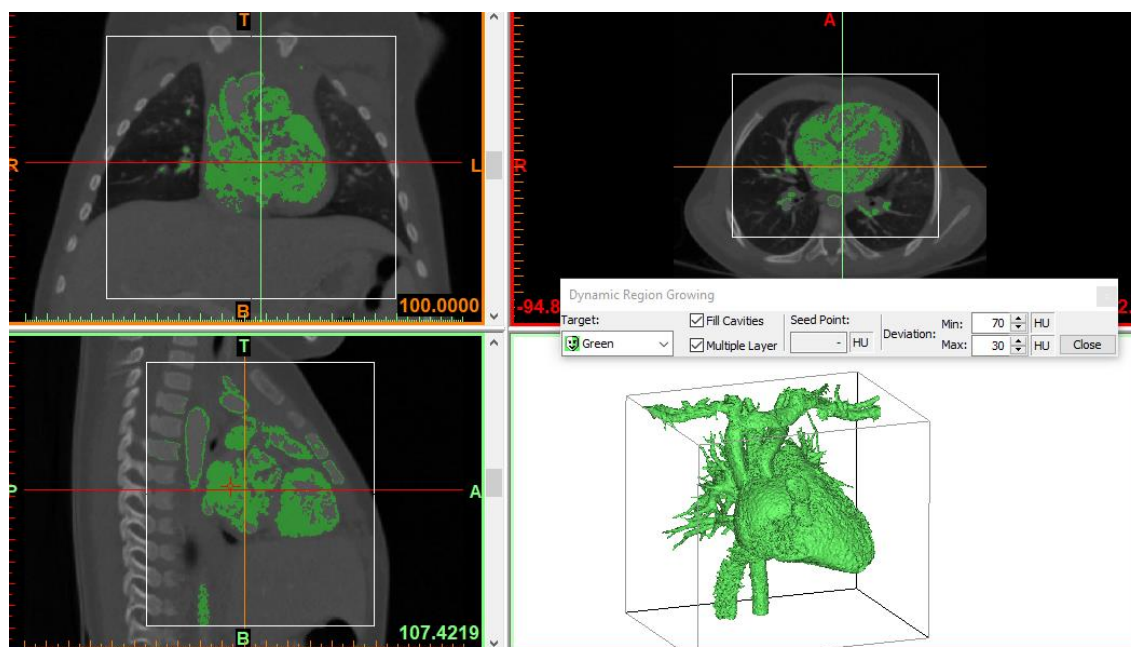 T
A
R
L
R
B
100.0000
-94.8
2.
Dynamic Region Growing
Target:
Fill Cavities
Seed Point:
Deviation:
Min: 70 HU
Green
Multiple Layer
- HU
Max: 30 HU
Close
T
P
A
B
107.4219